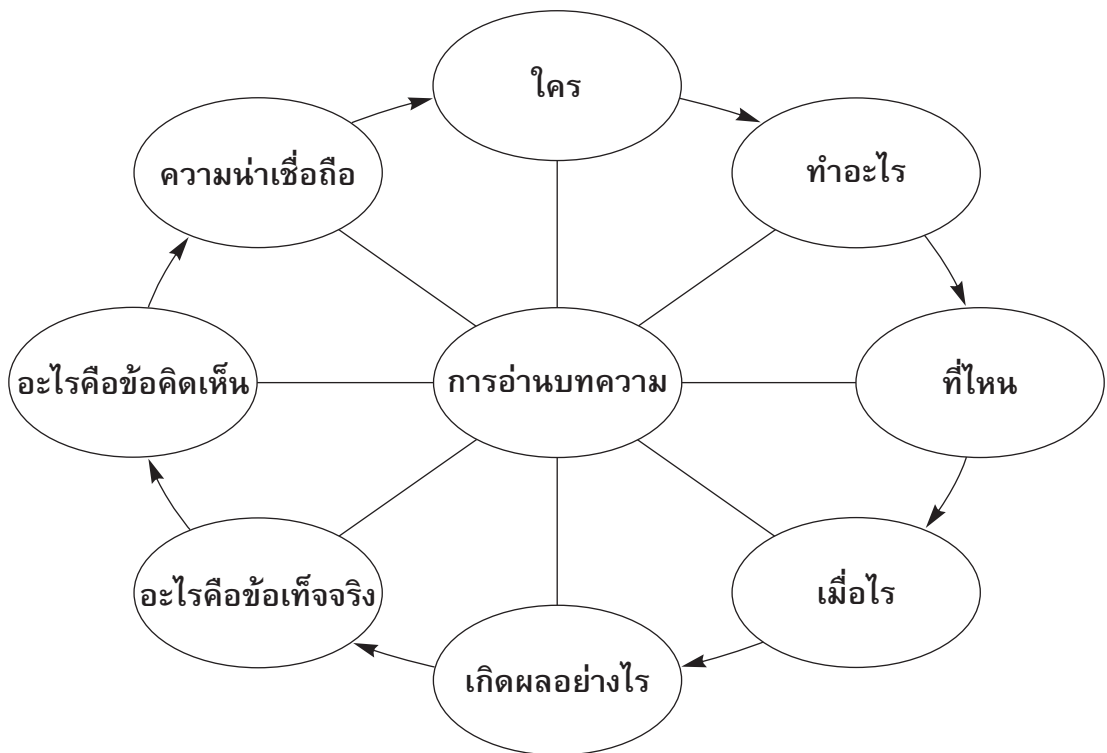 ใคร
ทำอะไร
ที่ไหน
เมื่อไร
เกิดผลอย่างไร
อะไรคือข้อเท็จจริง
อะไรคือข้อคิดเห็น
ความน่าเชื่อถือ
การอ่านบทความ